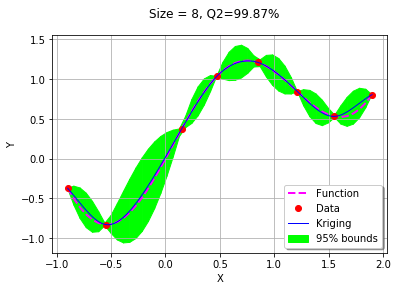 Size = 8, Q2=99.87%
1.5
1.0
0.5
0.0
−0.5
−1.0
Y
Function
Data
Kriging
95% bounds
−1.0 −0.5 0.0 0.5 1.0 1.5 2.0
X